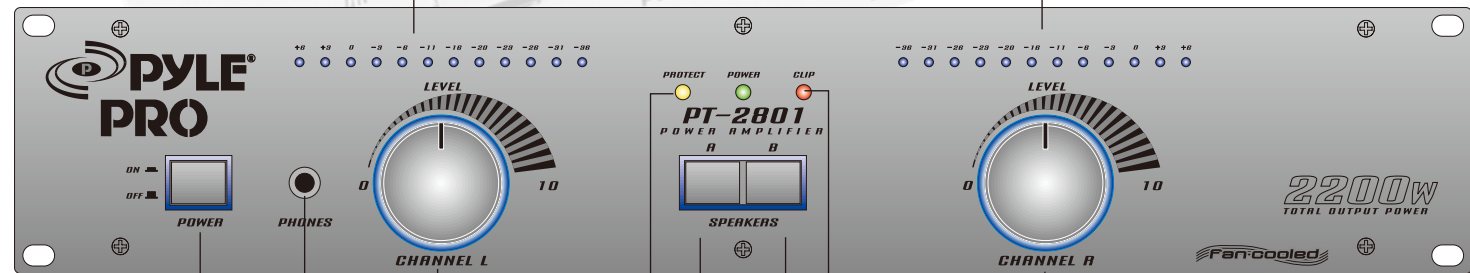 +6 +3 0 -3 -6 -11 -16 -20 -23 -26 -31 -36
-36 -31 -26 -23 -20 -16 -11 -6 -3 0 +3 +6
PYLE®
PRO
P
LEVEL
PROTECT POWER CLIP
LEVEL
PT-2801
POWER AMPLIFIER
A B
ON
OFF
POWER
PHONES
0 10
CHANNEL L
SPEAKERS
0 10
CHANNEL R
2200W
TOTAL OUTPUT POWER
Fan-cooled